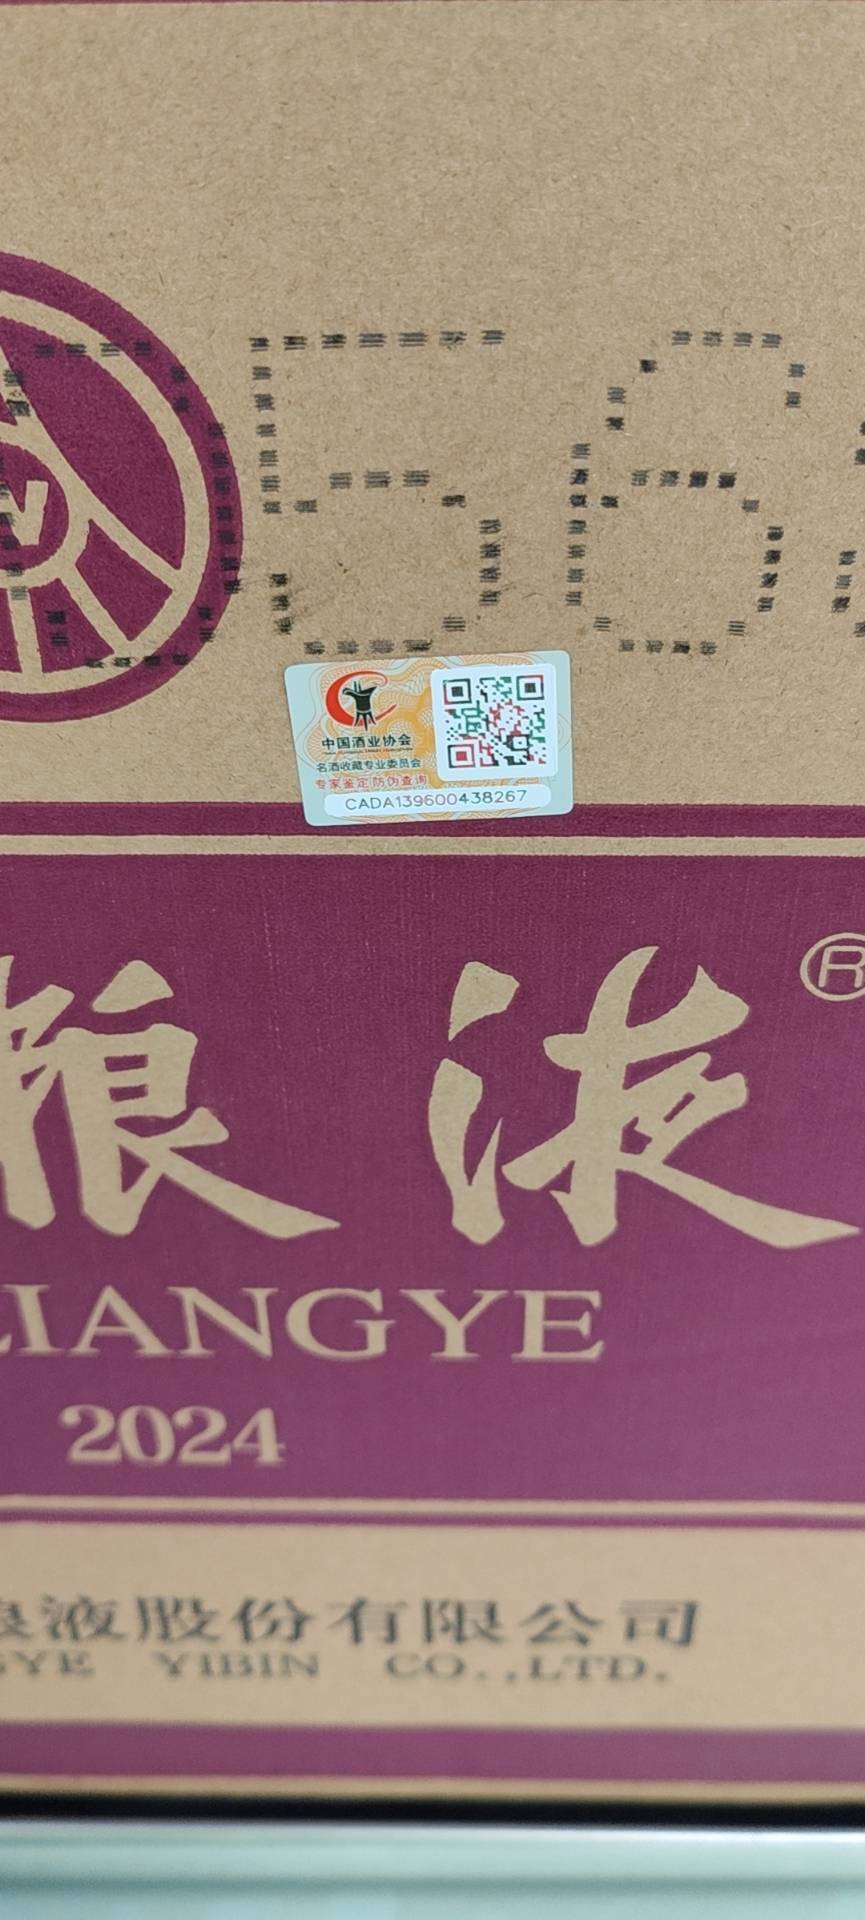 56
中国酒业协会
名酒收藏专业委员会
专家鉴定防伪查询
CADA139600438267
粮液®
LIANGYE
2024
粮液股份有限公司
GYE YIBIN CO.,LTD.